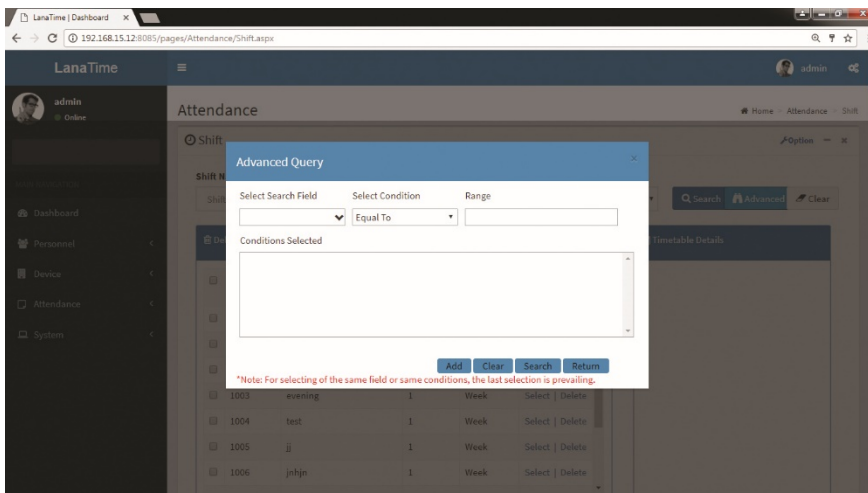 LanaTime | Dashboard
192.168.15.12:8085/pages/Attendance/Shift.aspx
LanaTime
admin
admin
Online
Attendance
Home
Attendance
Shift
Shift
Option
Advanced Query
Shift N
Select Search Field Select Condition Range
Equal To
Search Advanced Clear
Dashboard
Personnel
Device
Attendance
System
De
Conditions Selected
Timetable Details
Add Clear Search Return
*Note: For selecting of the same field or same conditions, the last selection is prevailing.
1003 evening 1 Week Select | Delete
1004 test 1 Week Select | Delete
1005 jj 1 Week Select | Delete
1006 jnhjn 1 Week Select | Delete